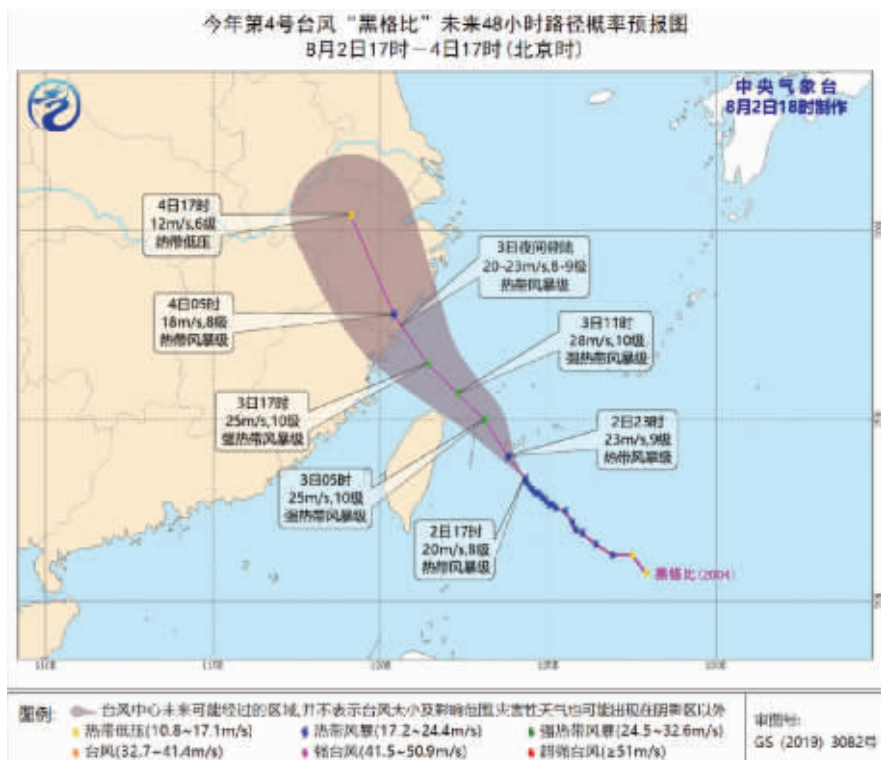 今年第4号台风“黑格比”未来48小时路径概率预报图
8月2日17时－4日17时(北京时)
中央气象台
8月2日18时制作
4日17时
12m/s,6级
热带低压
3日夜间登陆
20-23m/s,8-9级
热带风暴级
4日05时
18m/s,8级
热带风暴级
3日11时
28m/s,10级
强热带风暴级
3日17时
25m/s,10级
强热带风暴级
2日23时
23m/s,9级
热带风暴级
3日05时
25m/s,10级
强热带风暴级
2日17时
20m/s,8级
热带风暴级
黑格比(2004)
图例:
台风中心未来可能经过的区域,并不表示台风大小及影响范围,灾害性天气也可能出现在阴影区以外
热带低压(10.8~17.1m/s)
热带风暴(17.2~24.4m/s)
强热带风暴(24.5~32.6m/s)
台风(32.7~41.4m/s)
强台风(41.5~50.9m/s)
超强台风(≥51m/s)
审图号:
GS (2019) 3082号